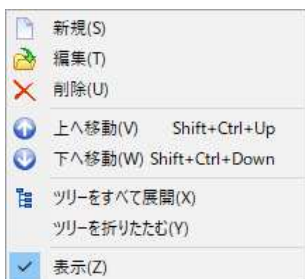 新規(S)
編集(T)
削除(U)
上へ移動(V) Shift+Ctrl+Up
下へ移動(W) Shift+Ctrl+Down
ツリーをすべて展開(X)
ツリーを折りたたむ(Y)
表示(Z)